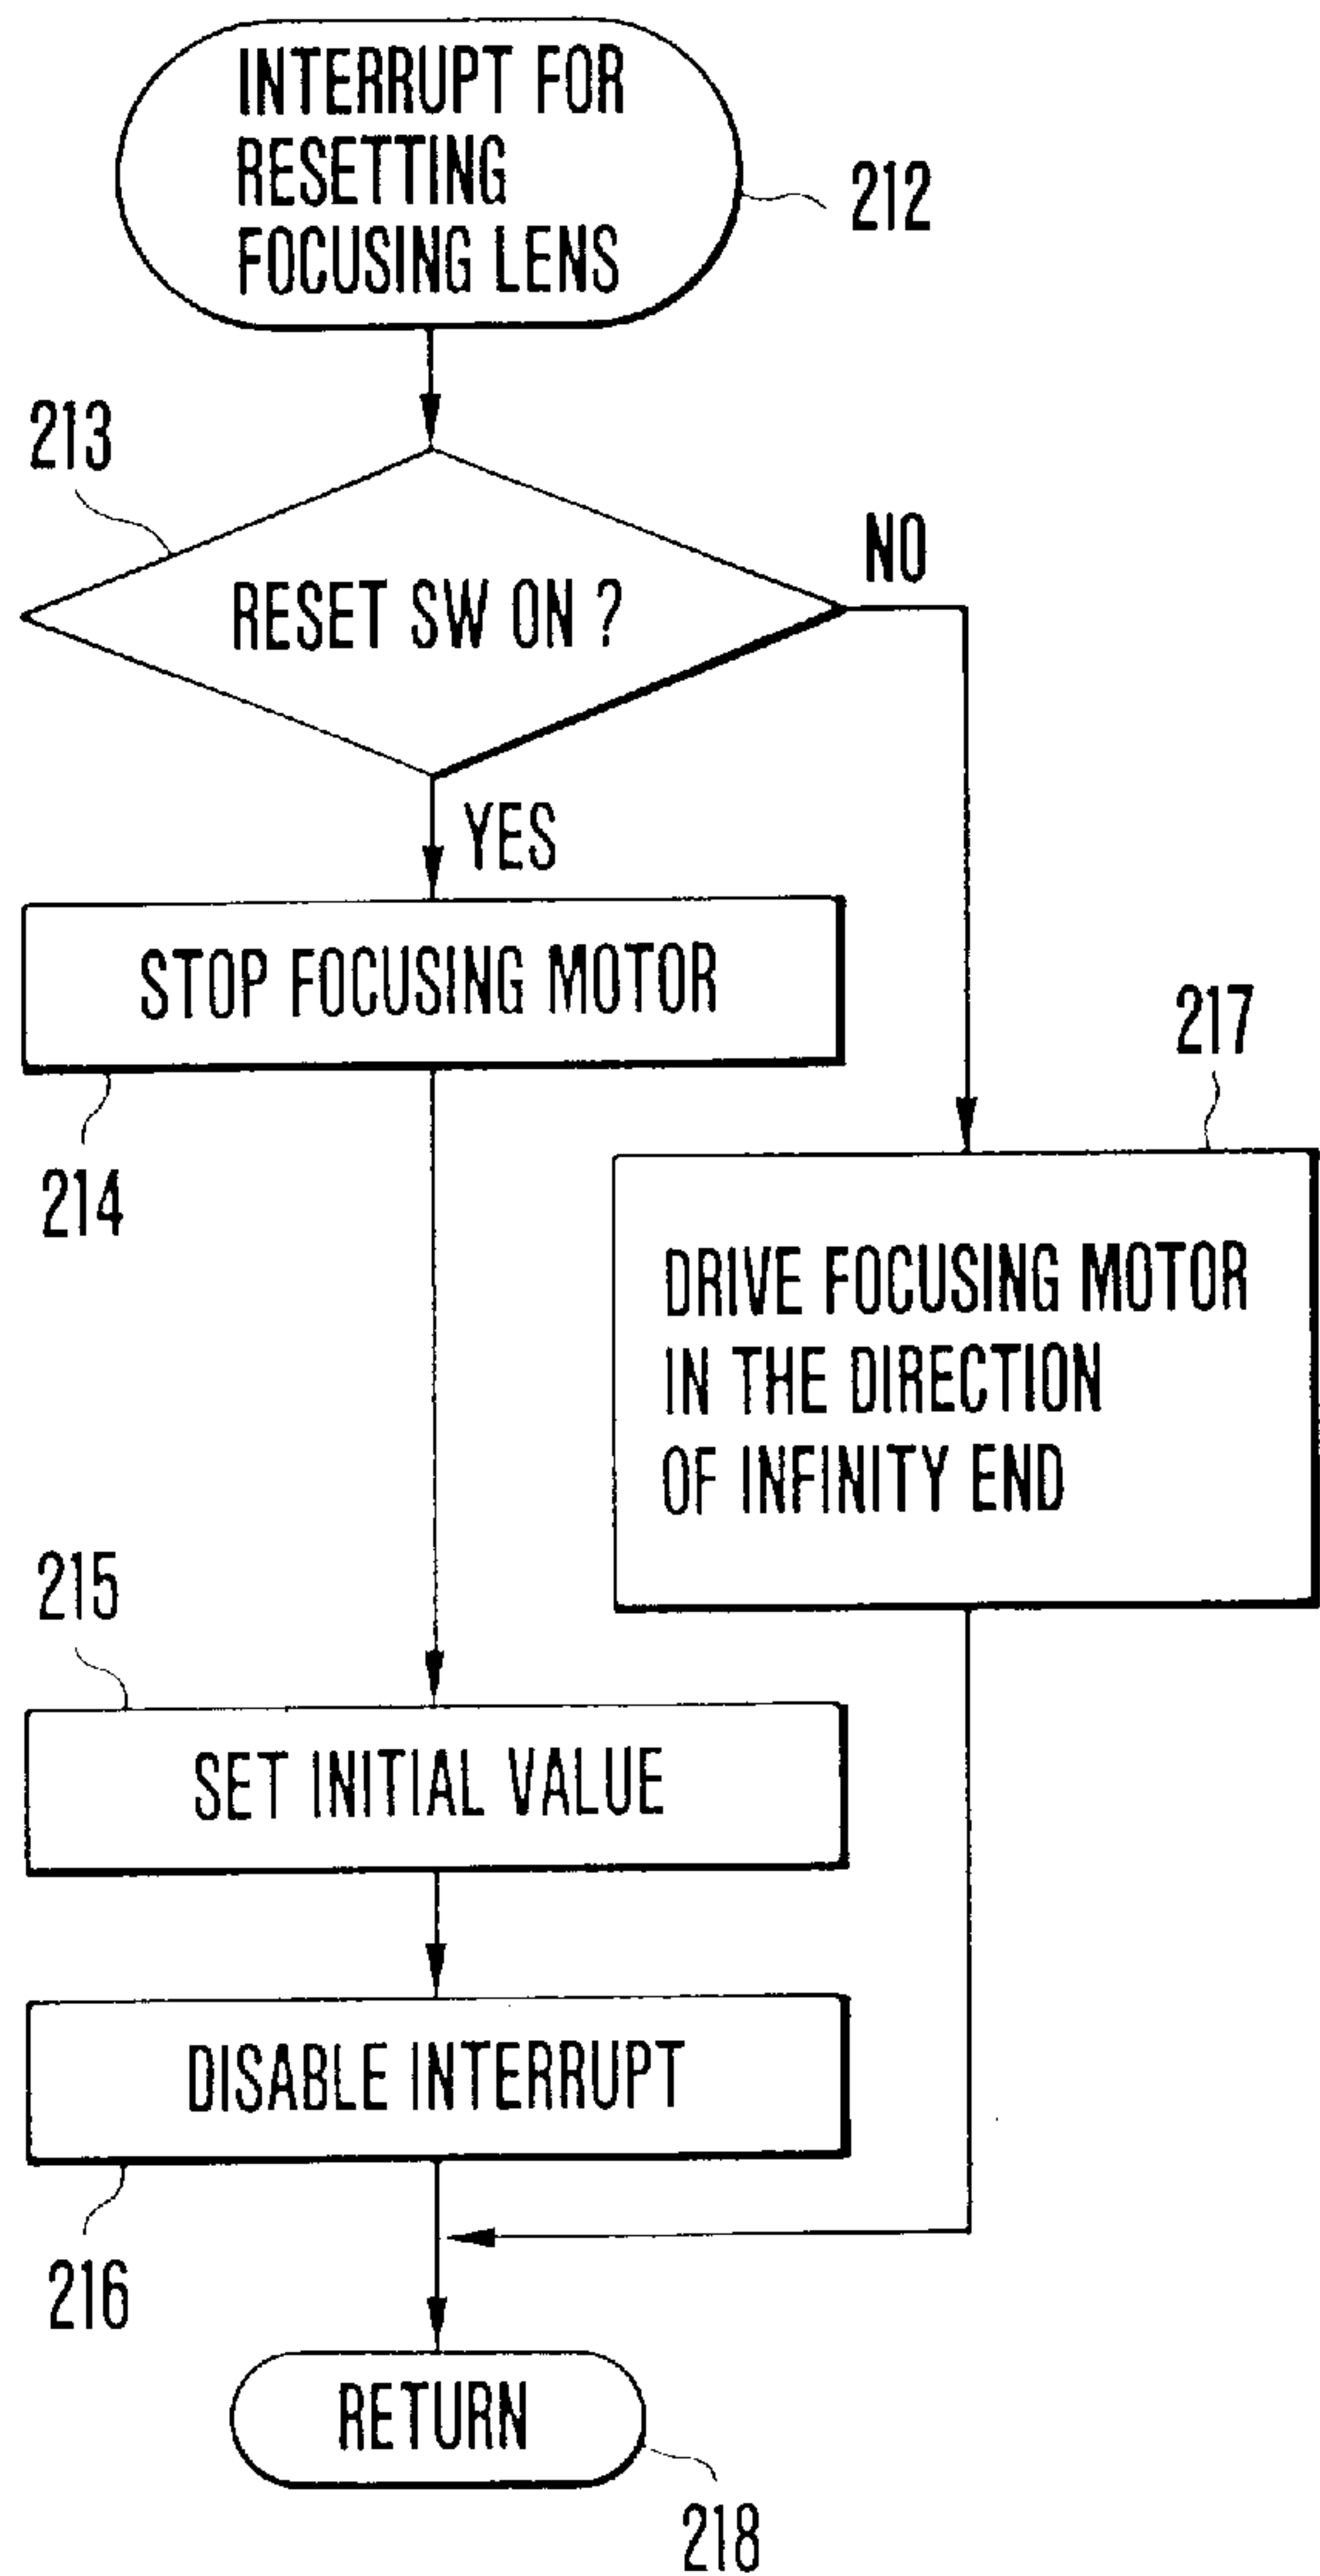 INTERRUPT FOR
RESETTING
FOCUSING LENS
212
213
RESET SW ON ?
NO
YES
STOP FOCUSING MOTOR
214
217
DRIVE FOCUSING MOTOR
IN THE DIRECTION
OF INFINITY END
215
SET INITIAL VALUE
DISABLE INTERRUPT
216
RETURN
218